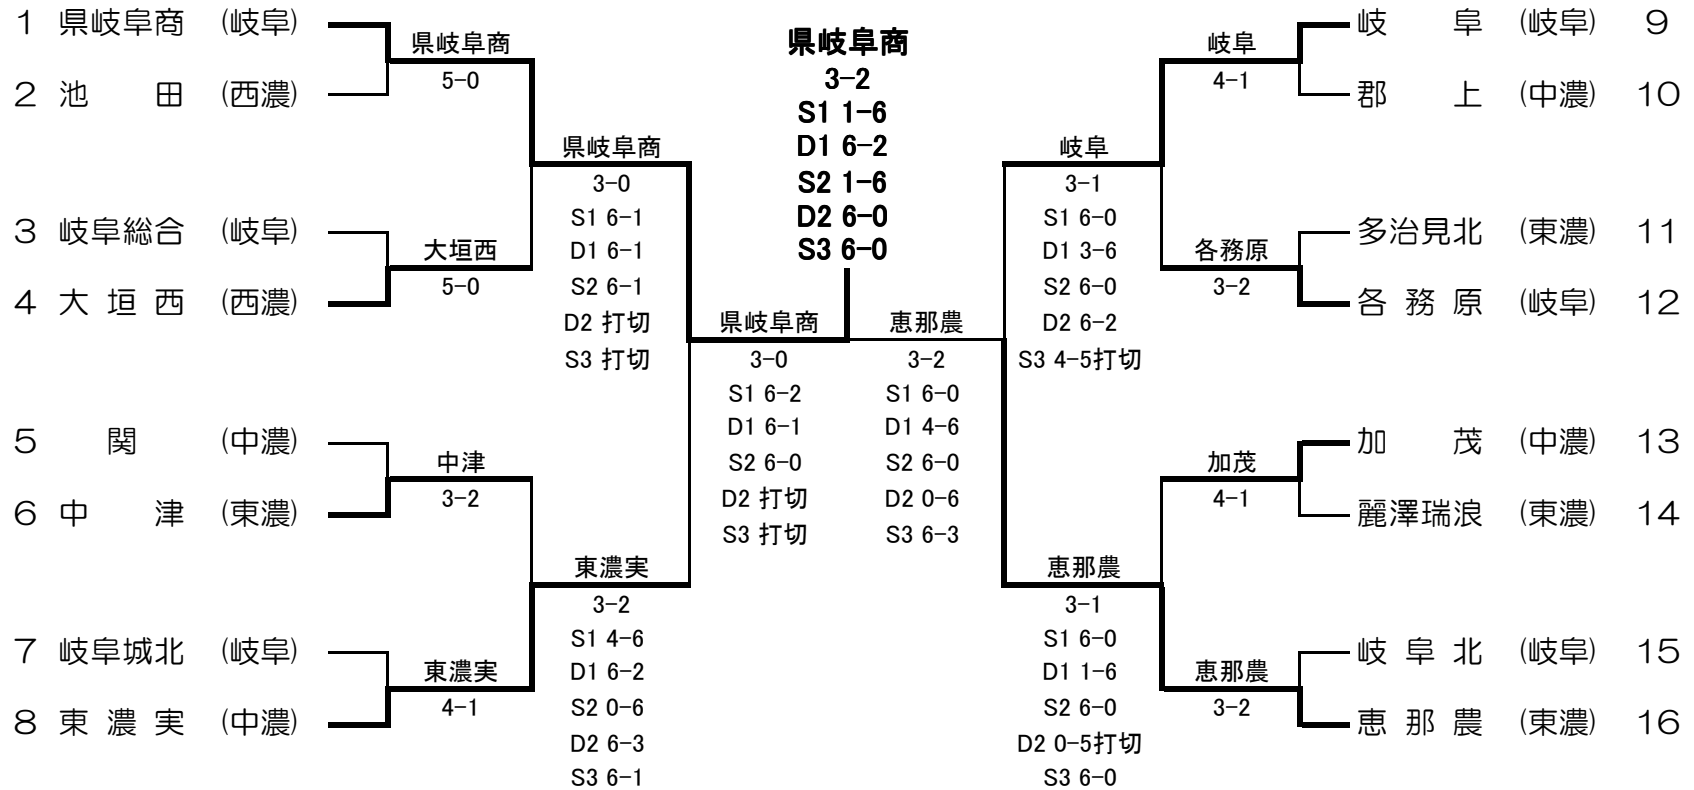 1 県岐阜商 (岐阜)
県岐阜商
5-0
2 池田 (西濃)
県岐阜商
3-0
S1 6-1
D1 6-1
S2 6-1
D2 打切
S3 打切
3 岐阜総合 (岐阜)
大垣西
5-0
4 大垣西 (西濃)
県岐阜商
3-0
S1 6-2
D1 6-1
S2 6-0
D2 打切
S3 打切
5 関 (中濃)
中津
3-2
6 中津 (東濃)
東濃実
3-2
S1 4-6
D1 6-2
S2 0-6
D2 6-3
S3 6-1
7 岐阜城北 (岐阜)
東濃実
4-1
8 東濃実 (中濃)
県岐阜商
3-2
S1 1-6
D1 6-2
S2 1-6
D2 6-0
S3 6-0
恵那農
3-2
S1 6-0
D1 4-6
S2 6-0
D2 0-6
S3 6-3
岐阜 (岐阜) 9
岐阜
4-1
郡上 (中濃) 10
岐阜
3-1
S1 6-0
D1 3-6
S2 6-0
D2 6-2
S3 4-5打切
多治見北 (東濃) 11
各務原
3-2
各務原 (岐阜) 12
加茂 (中濃) 13
加茂
4-1
麗澤瑞浪 (東濃) 14
恵那農
3-1
S1 6-0
D1 1-6
S2 6-0
D2 0-5打切
S3 6-0
岐阜北 (岐阜) 15
恵那農
3-2
恵那農 (東濃) 16